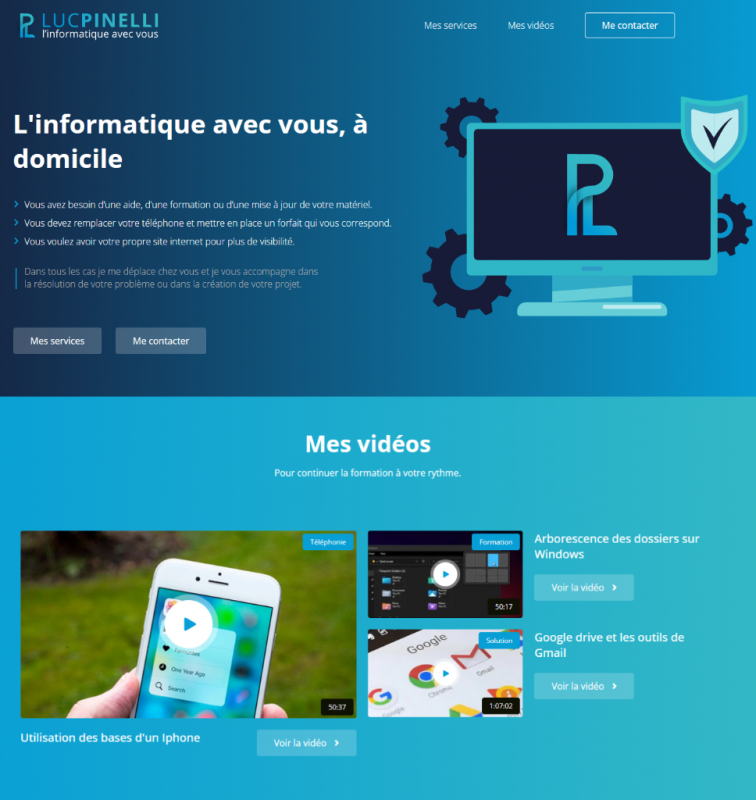 LUCPINELLI
l'informatique avec vous
Mes services
Mes vidéos
Me contacter
L'informatique avec vous, à
domicile
Vous avez besoin d'une aide, d'une formation ou d'une mise à jour de votre matériel.
Vous devez remplacer votre téléphone et mettre en place un forfait qui vous correspond.
Vous voulez avoir votre propre site internet pour plus de visibilité.
Dans tous les cas je me déplace chez vous et je vous accompagne dans
la résolution de votre problème ou dans la création de votre projet.
Mes services
Me contacter
Mes vidéos
Pour continuer la formation à votre rythme.
Téléphonie
One Year Ago
Search
50:37
Utilisation des bases d'un Iphone
Voir la vidéo
Formation
50:17
Arborescence des dossiers sur
Windows
Voir la vidéo
Solution
Google
Gmail
Google
Chrome
1:07:02
Google drive et les outils de
Gmail
Voir la vidéo